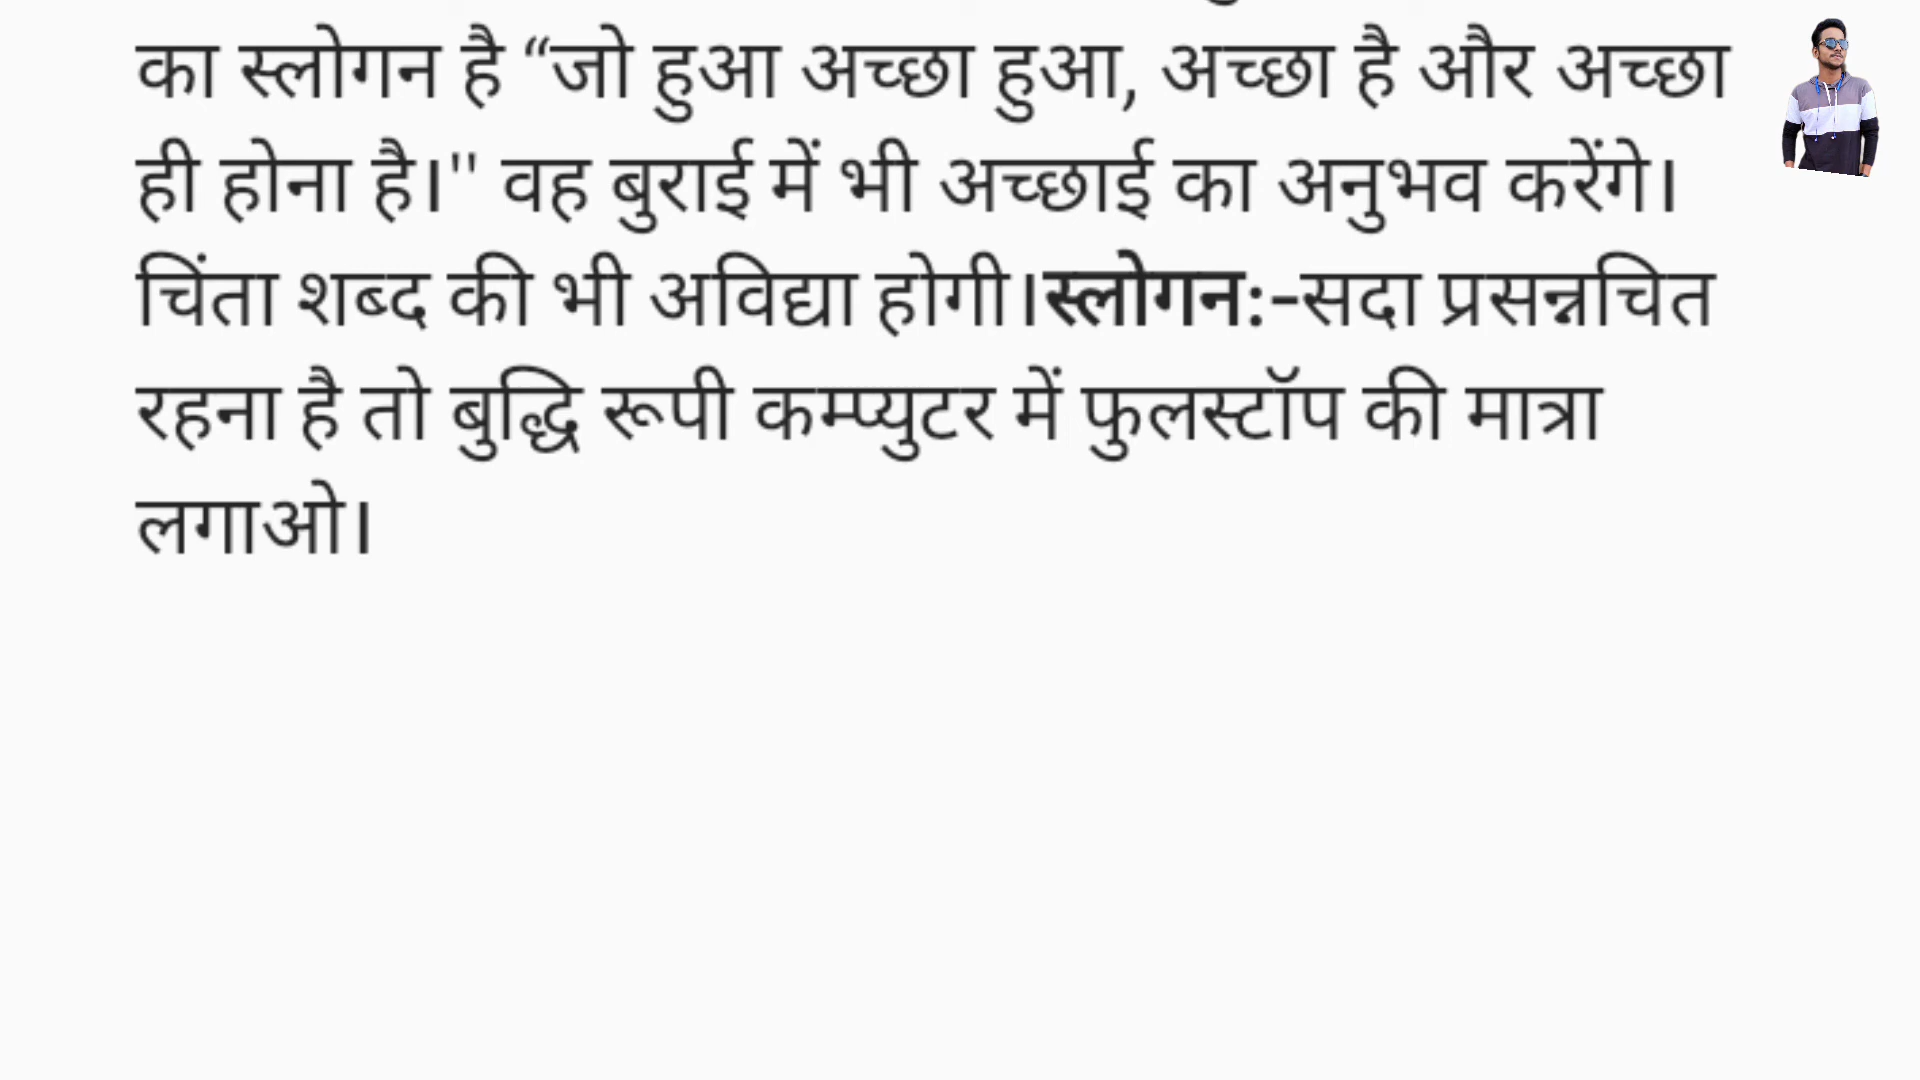 का स्लोगन है “जो हुआ अच्छा हुआ, अच्छा है और अच्छा
ही होना है।" वह बुराई में भी अच्छाई का अनुभव करेंगे।
चिंता शब्द की भी अविद्या होगी।स्लोगन:-सदा प्रसन्नचित
रहना है तो बुद्धि रूपी कम्प्युटर में फुलस्टॉप की मात्रा
लगाओ।